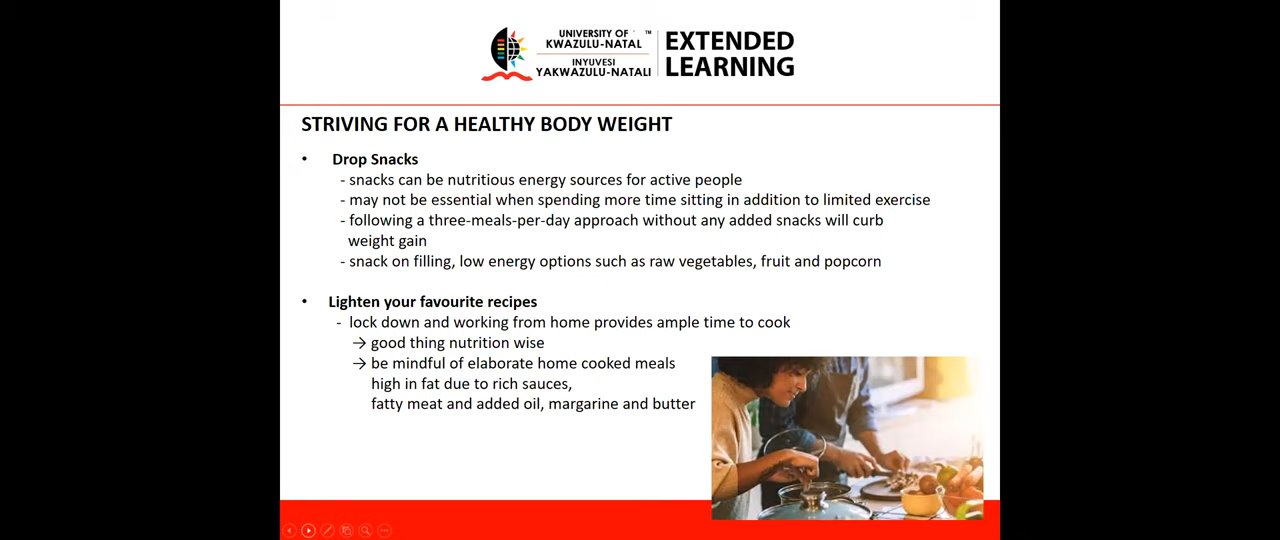 UNIVERSITY OF ™
KWAZULU-NATAL
INYUVESI
YAKWAZULU-NATALI
EXTENDED
LEARNING
STRIVING FOR A HEALTHY BODY WEIGHT
• Drop Snacks
- snacks can be nutritious energy sources for active people
- may not be essential when spending more time sitting in addition to limited exercise
- following a three-meals-per-day approach without any added snacks will curb
weight gain
- snack on filling, low energy options such as raw vegetables, fruit and popcorn
• Lighten your favourite recipes
- lock down and working from home provides ample time to cook
→ good thing nutrition wise
→ be mindful of elaborate home cooked meals
high in fat due to rich sauces,
fatty meat and added oil, margarine and butter